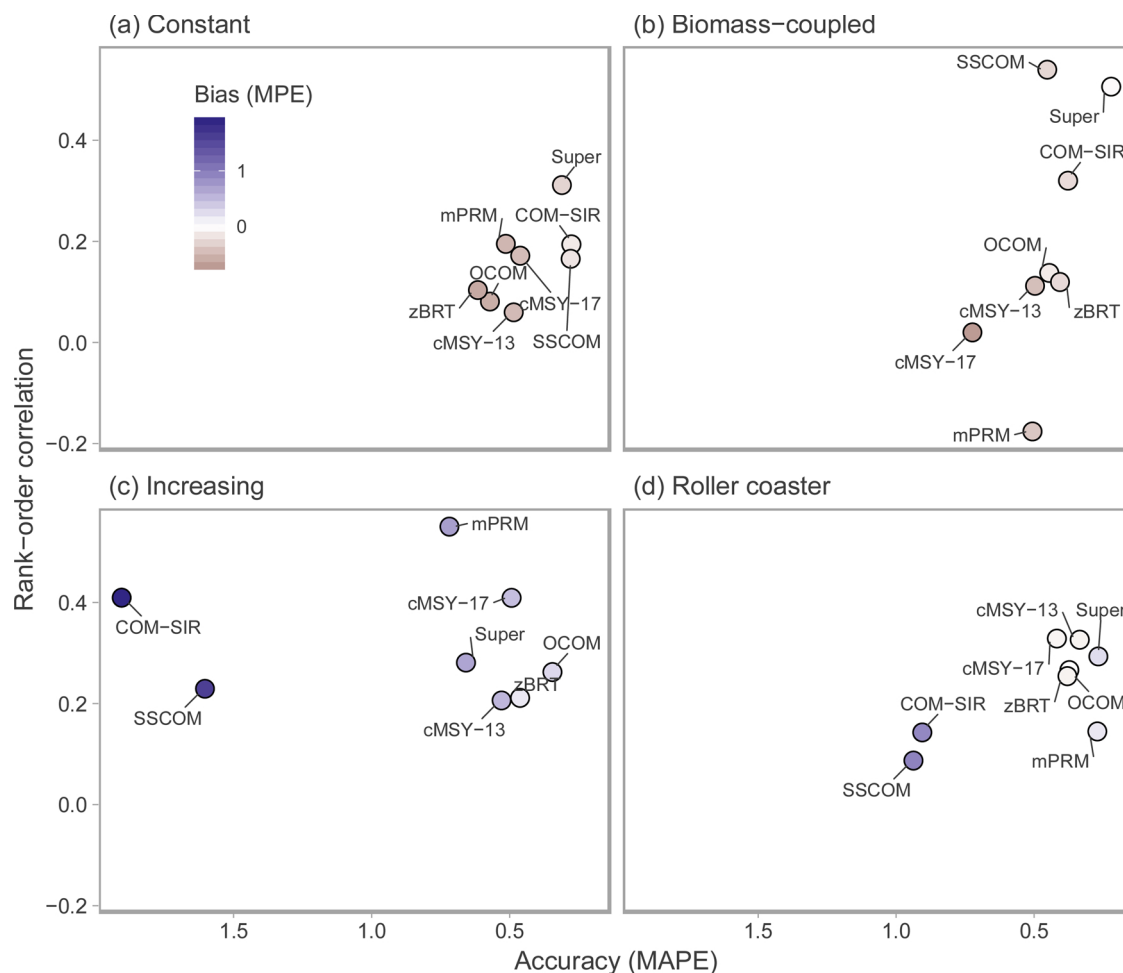 (a) Constant
(b) Biomass−coupled
Bias (MPE)
1
0
0.4
0.2
0.0
−0.2
Super
mPRM
COM−SIR
OCOM
cMSY−17
zBRT
cMSY−13
SSCOM
SSCOM
Super
COM−SIR
OCOM
cMSY−13
zBRT
cMSY−17
mPRM
Rank−order correlation
(c) Increasing
(d) Roller coaster
0.4
0.2
0.0
−0.2
mPRM
cMSY−17
COM−SIR
Super
OCOM
zBRT
SSCOM
cMSY−13
cMSY−13
Super
cMSY−17
zBRT
OCOM
COM−SIR
mPRM
SSCOM
1.5
1.0
0.5
1.5
1.0
0.5
Accuracy (MAPE)